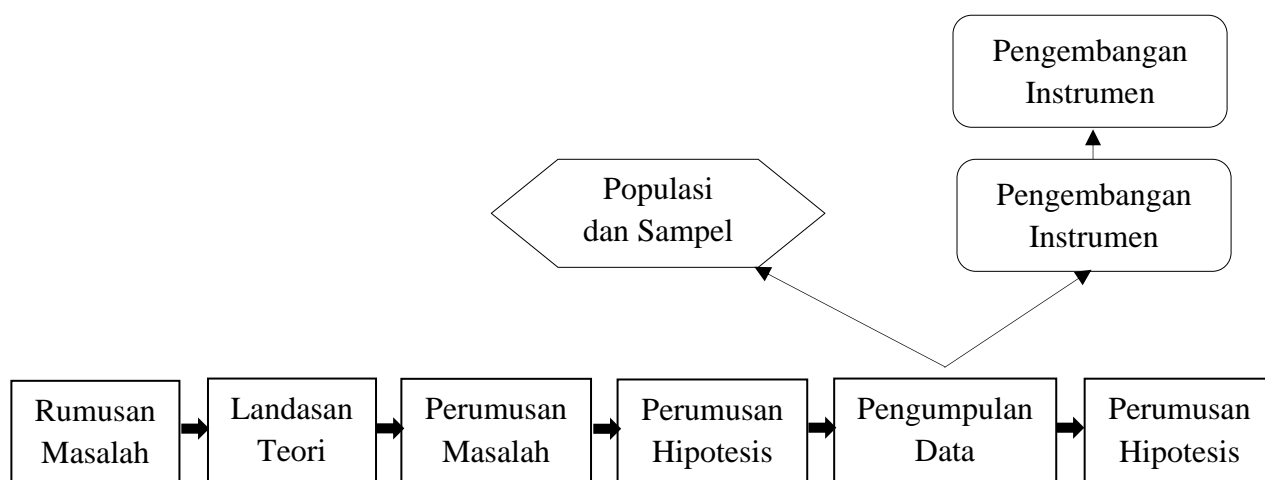 Pengembangan
Instrumen
Populasi
dan Sampel
Pengembangan
Instrumen
Rumusan
Masalah
Landasan
Teori
Perumusan
Masalah
Perumusan
Hipotesis
Pengumpulan
Data
Perumusan
Hipotesis